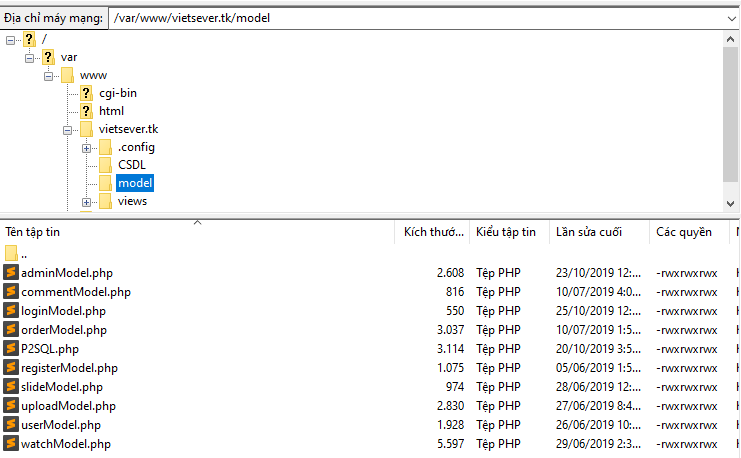 Địa chỉ máy mạng: /var/www/vietsever.tk/model
/
var
www
cgi-bin
html
vietsever.tk
.config
CSDL
model
views
Tên tập tin Kích thướ... Kiểu tập tin Lần sửa cuối Các quyền
..
adminModel.php 2.608 Tệp PHP 23/10/2019 12:... -rwxrwxrwx
commentModel.php 816 Tệp PHP 10/07/2019 4:0... -rwxrwxrwx
loginModel.php 550 Tệp PHP 25/10/2019 12:... -rwxrwxrwx
orderModel.php 3.037 Tệp PHP 10/07/2019 1:5... -rwxrwxrwx
P2SQL.php 3.114 Tệp PHP 20/10/2019 3:5... -rwxrwxrwx
registerModel.php 1.075 Tệp PHP 05/06/2019 1:5... -rwxrwxrwx
slideModel.php 974 Tệp PHP 28/06/2019 12:... -rwxrwxrwx
uploadModel.php 2.830 Tệp PHP 27/06/2019 8:4... -rwxrwxrwx
userModel.php 1.928 Tệp PHP 26/06/2019 10:... -rwxrwxrwx
watchModel.php 5.597 Tệp PHP 29/06/2019 2:3... -rwxrwxrwx